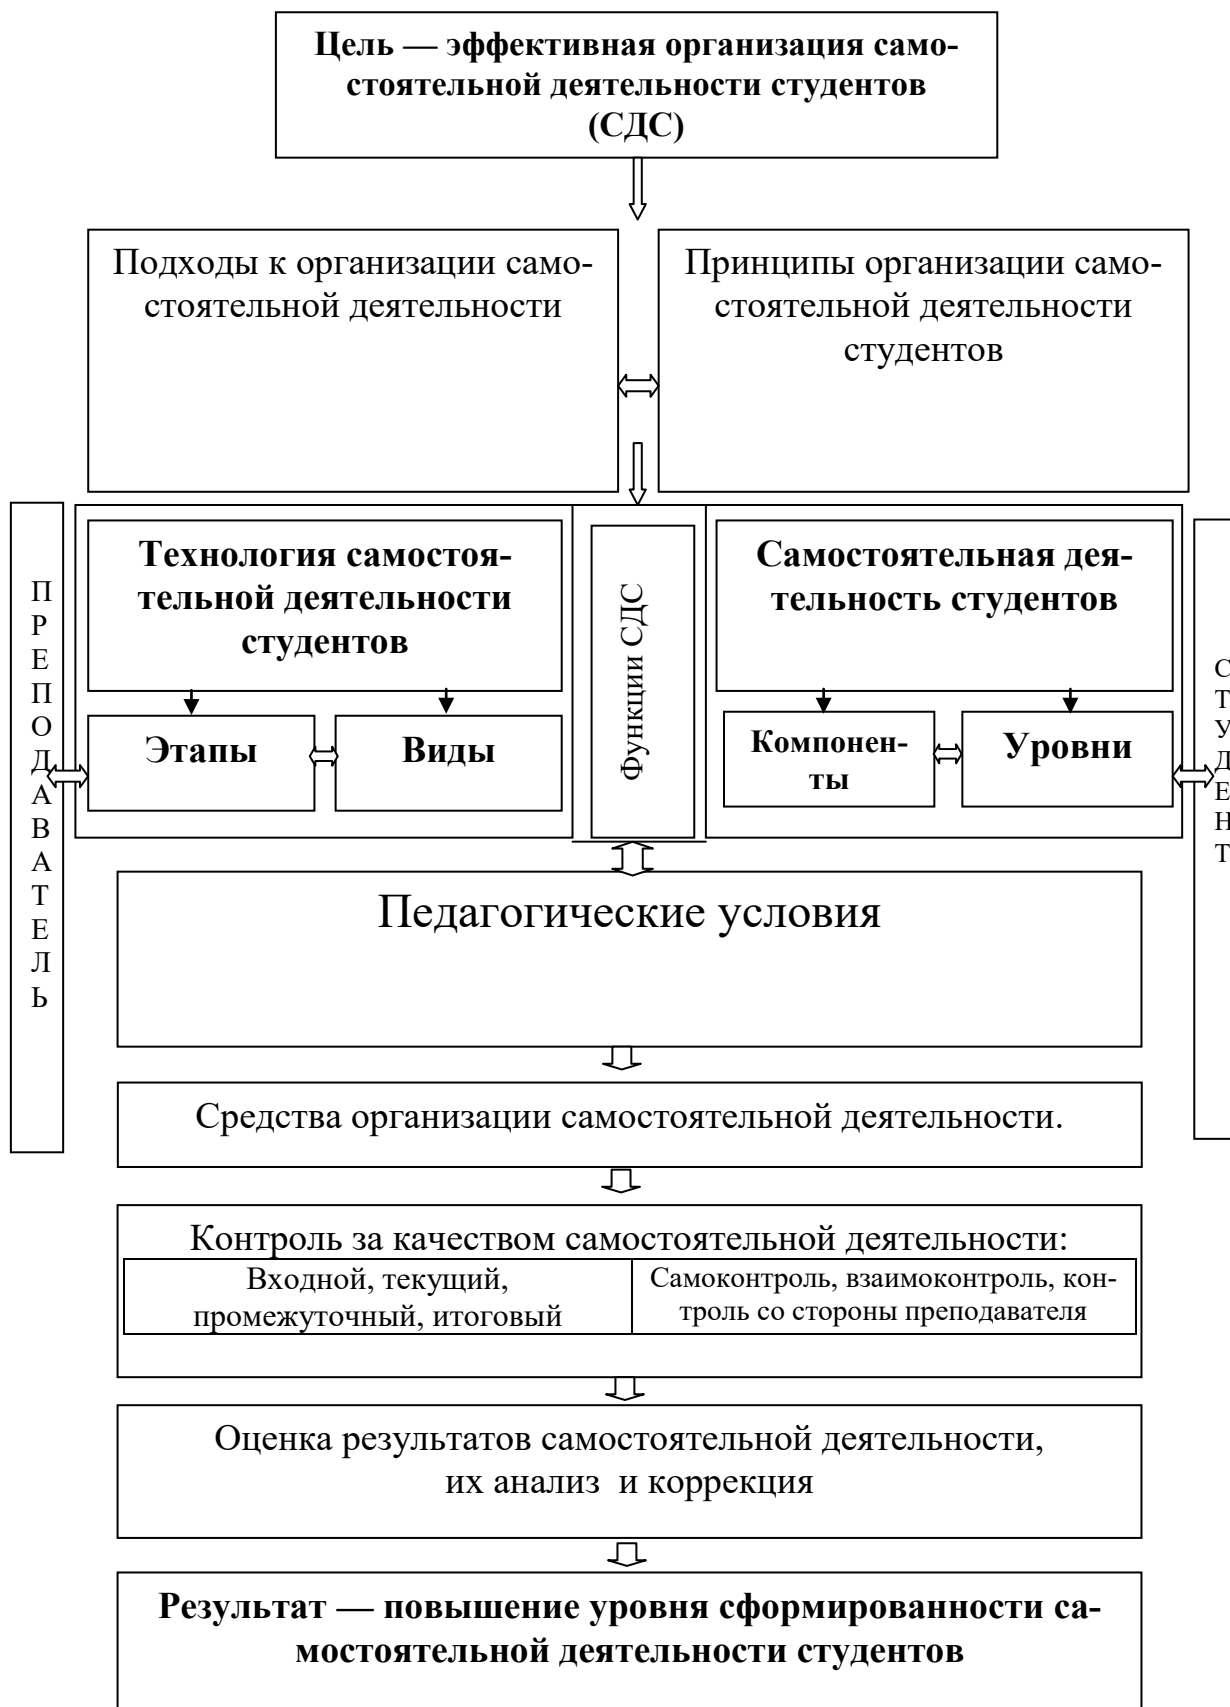 Цель — эффективная организация само-
стоятельной деятельности студентов
(СДС)
Подходы к организации само-
стоятельной деятельности
Принципы организации само-
стоятельной деятельности
студентов
ПРЕПОДАВАТЕЛЬ
Технология самостоя-
тельной деятельности
студентов
Этапы
Виды
Функции СДС
Самостоятельная дея-
тельность студентов
Компонен-
ты
Уровни
СТУДЕНТ
Педагогические условия
Средства организации самостоятельной деятельности.
Контроль за качеством самостоятельной деятельности:
Входной, текущий,
промежуточный, итоговый
Самоконтроль, взаимоконтроль, кон-
троль со стороны преподавателя
Оценка результатов самостоятельной деятельности,
их анализ  и коррекция
Результат — повышение уровня сформированности са-
мостоятельной деятельности студентов